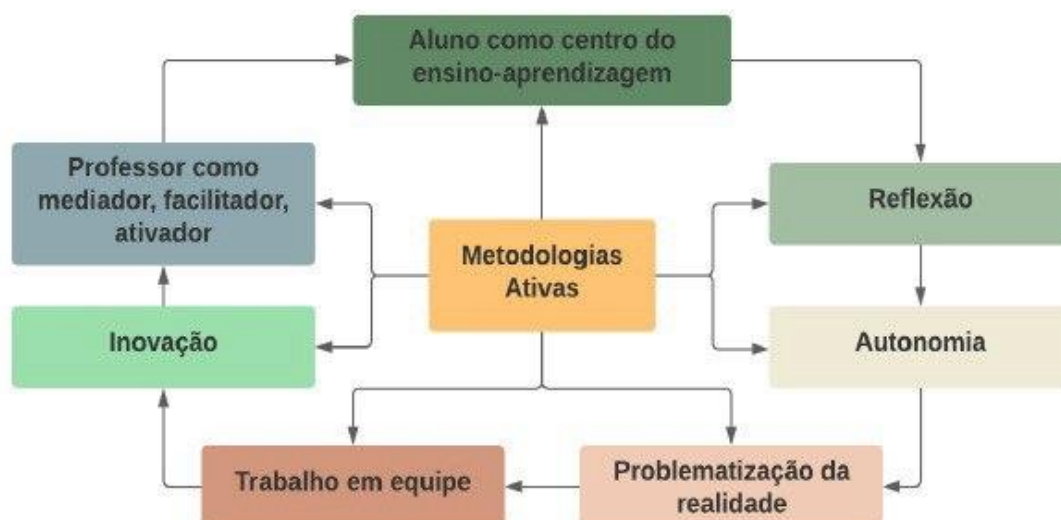 Aluno como centro do
ensino-aprendizagem
Professor como
mediador, facilitador,
ativador
Reflexão
Metodologias
Ativas
Inovação
Autonomia
Trabalho em equipe
Problematização da
realidade